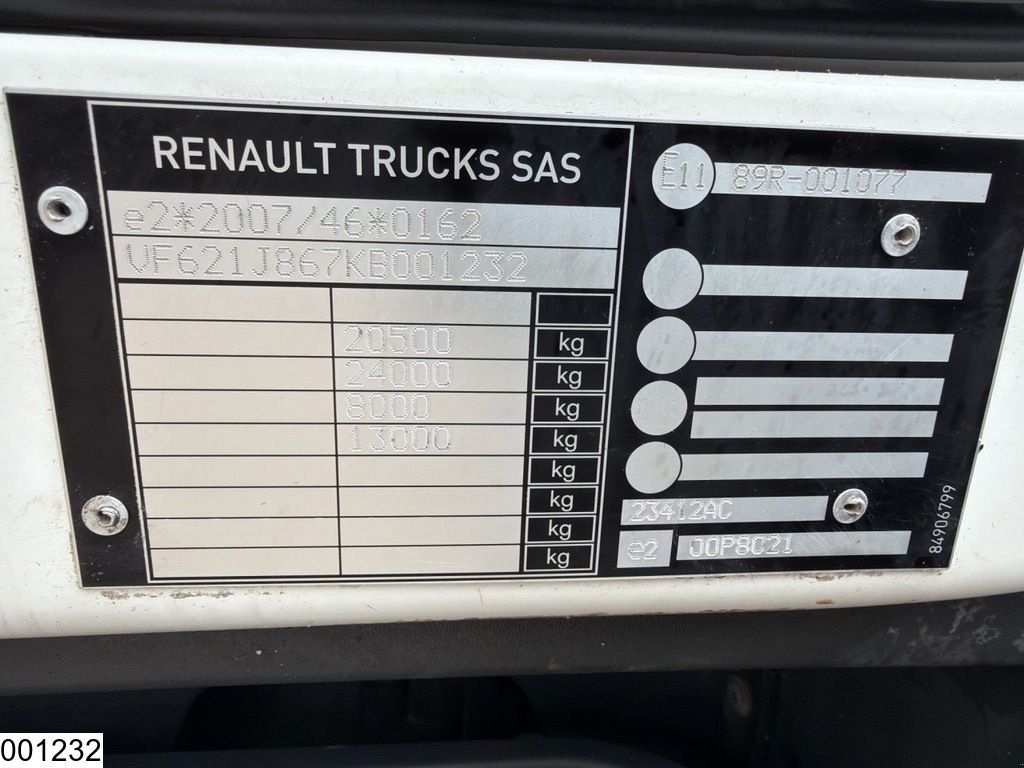 RENAULT TRUCKS SAS
e2*2007/46*0162
VF621J867KB001232
20500 kg
24000 kg
8000 kg
13000 kg
kg
kg
kg
kg
E11 89R-001077
23412AC
e2 00P8C21
84906799
001232